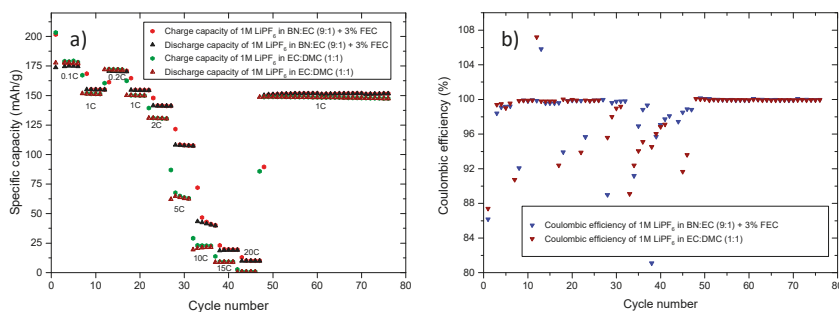 a)
Charge capacity of 1M LiPF₆ in BN:EC (9:1) + 3% FEC
Discharge capacity of 1M LiPF₆ in BN:EC (9:1) + 3% FEC
Charge capacity of 1M LiPF₆ in EC:DMC (1:1)
Discharge capacity of 1M LiPF₆ in EC:DMC (1:1)
Specific capacity (mAh/g)
225
200
175
150
125
100
75
50
25
0
0.1C
1C
0.2C
1C
2C
5C
10C
15C
20C
1C
0 10 20 30 40 50 60 70 80
Cycle number
b)
Coulombic efficiency (%)
108
104
100
96
92
88
84
80
Coulombic efficiency of 1M LiPF₆ in BN:EC (9:1) + 3% FEC
Coulombic efficiency of 1M LiPF₆ in EC:DMC (1:1)
0 10 20 30 40 50 60 70 80
Cycle number